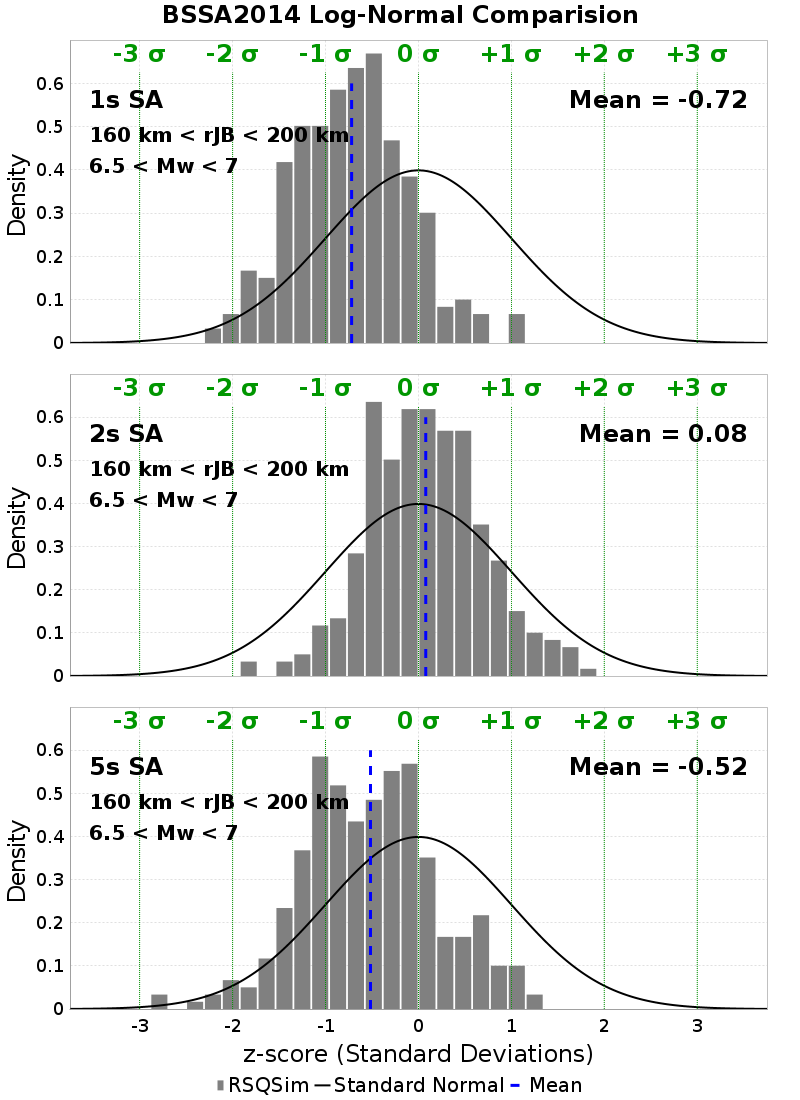 BSSA2014 Log-Normal Comparision
-3 σ -2 σ -1 σ 0 σ +1 σ +2 σ +3 σ
1s SA
Mean = -0.72
160 km < rJB < 200 km
6.5 < Mw < 7
0.6
0.5
0.4
0.3
0.2
0.1
0
Density
-3 σ -2 σ -1 σ 0 σ +1 σ +2 σ +3 σ
2s SA
Mean = 0.08
160 km < rJB < 200 km
6.5 < Mw < 7
0.6
0.5
0.4
0.3
0.2
0.1
0
Density
-3 σ -2 σ -1 σ 0 σ +1 σ +2 σ +3 σ
5s SA
Mean = -0.52
160 km < rJB < 200 km
6.5 < Mw < 7
0.6
0.5
0.4
0.3
0.2
0.1
0
Density
-3 -2 -1 0 1 2 3
z-score (Standard Deviations)
RSQSim Standard Normal Mean